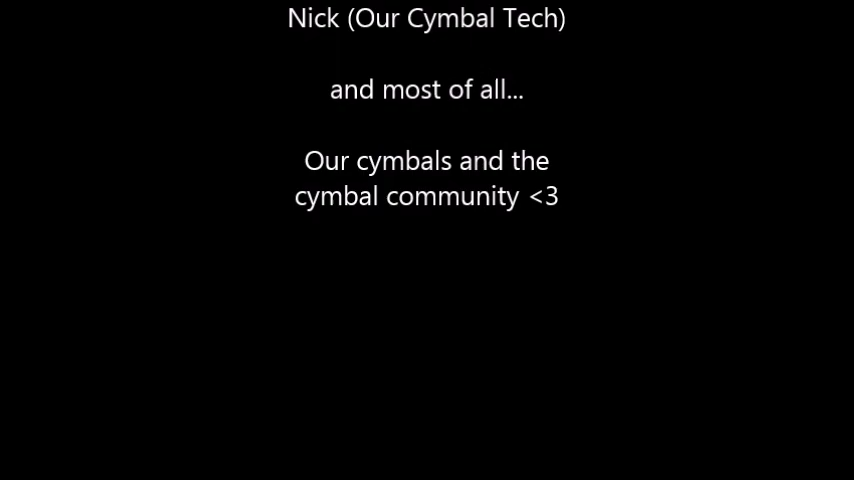 Nick (Our Cymbal Tech)
and most of all...
Our cymbals and the
cymbal community <3